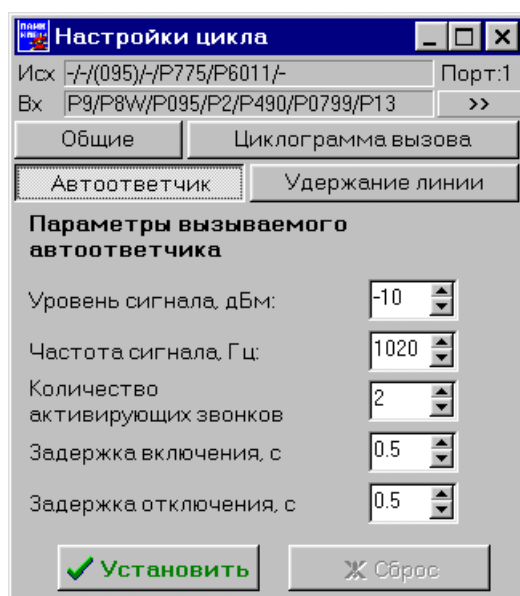 Настройки цикла
Исх -/-/(095)/-/P775/P6011/- Порт:1
Вх P9/P8W/P095/P2/P490/P0799/P13 >>
Общие Циклограмма вызова
Автоответчик Удержание линии
Параметры вызываемого
автоответчика
Уровень сигнала, дБм: -10
Частота сигнала, Гц: 1020
Количество
активирующих звонков 2
Задержка включения, с 0.5
Задержка отключения, с 0.5
Установить Сброс